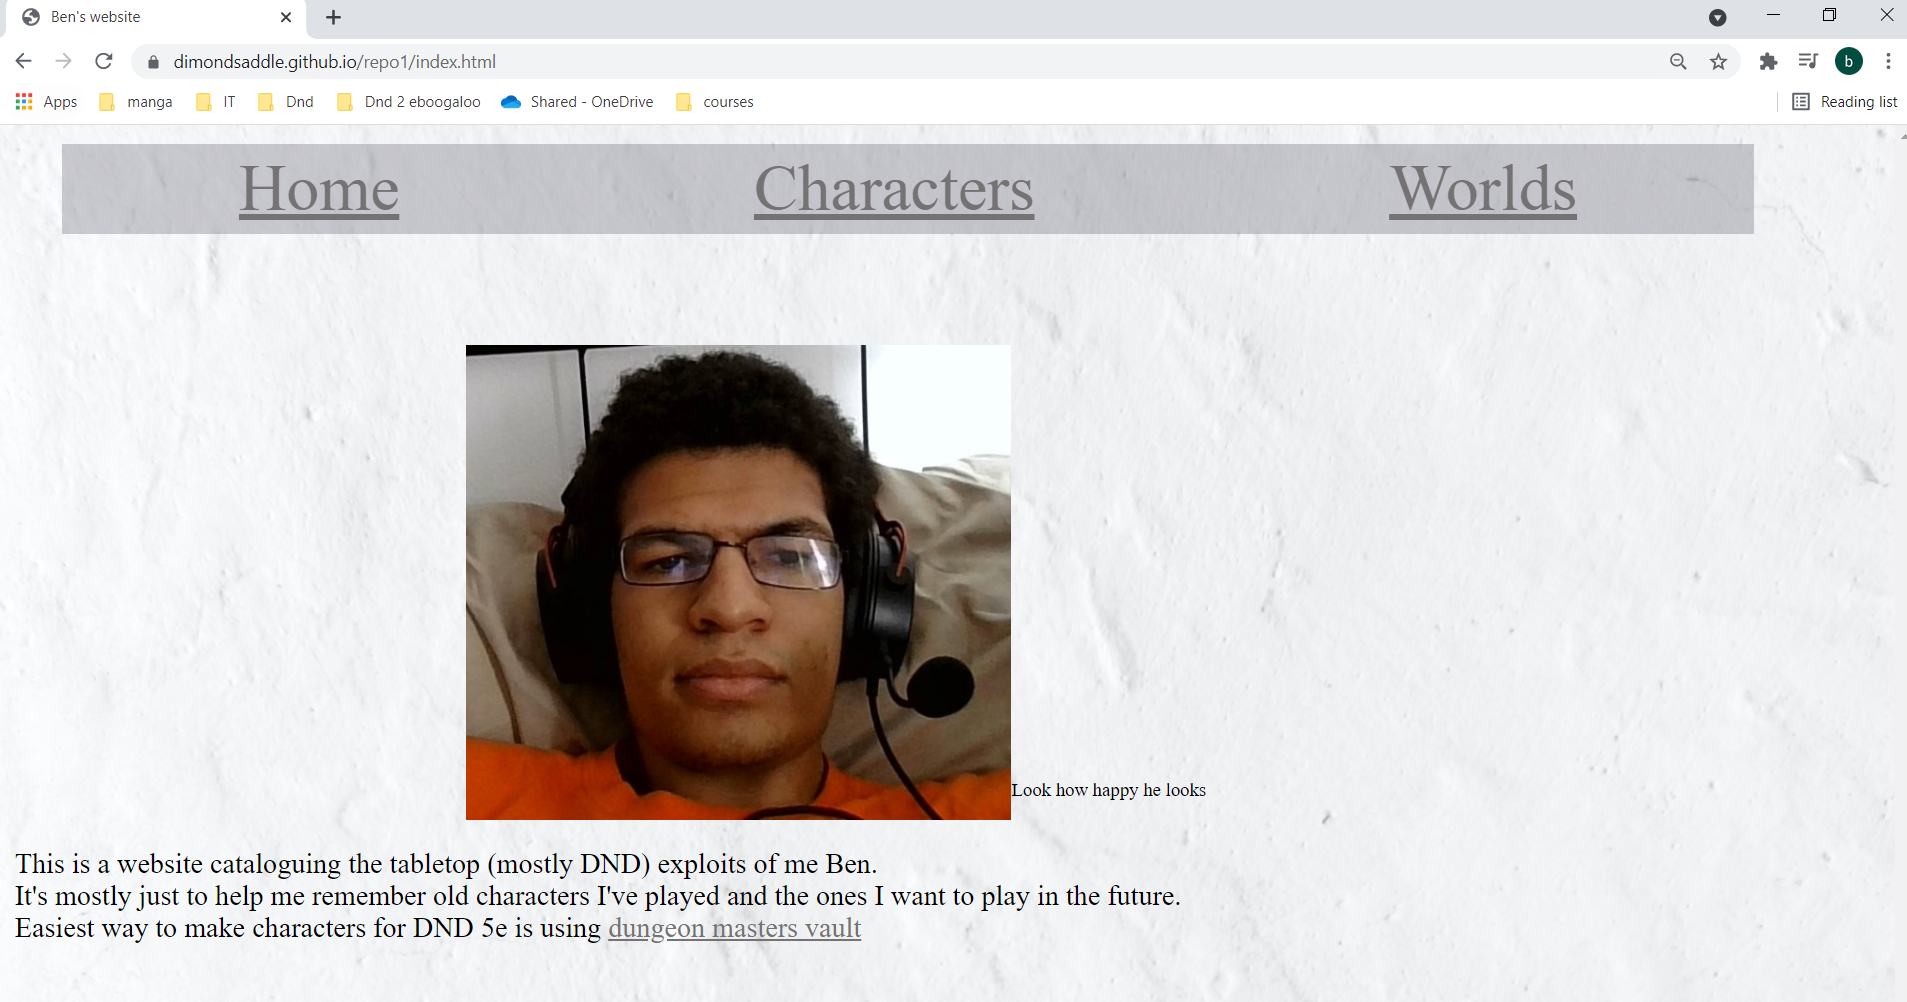 Ben's website
dimondsaddle.github.io/repo1/index.html
b
Apps manga IT Dnd Dnd 2 eboogaloo Shared - OneDrive courses Reading list
Home Characters Worlds
Look how happy he looks
This is a website cataloguing the tabletop (mostly DND) exploits of me Ben.
It's mostly just to help me remember old characters I've played and the ones I want to play in the future.
Easiest way to make characters for DND 5e is using dungeon masters vault